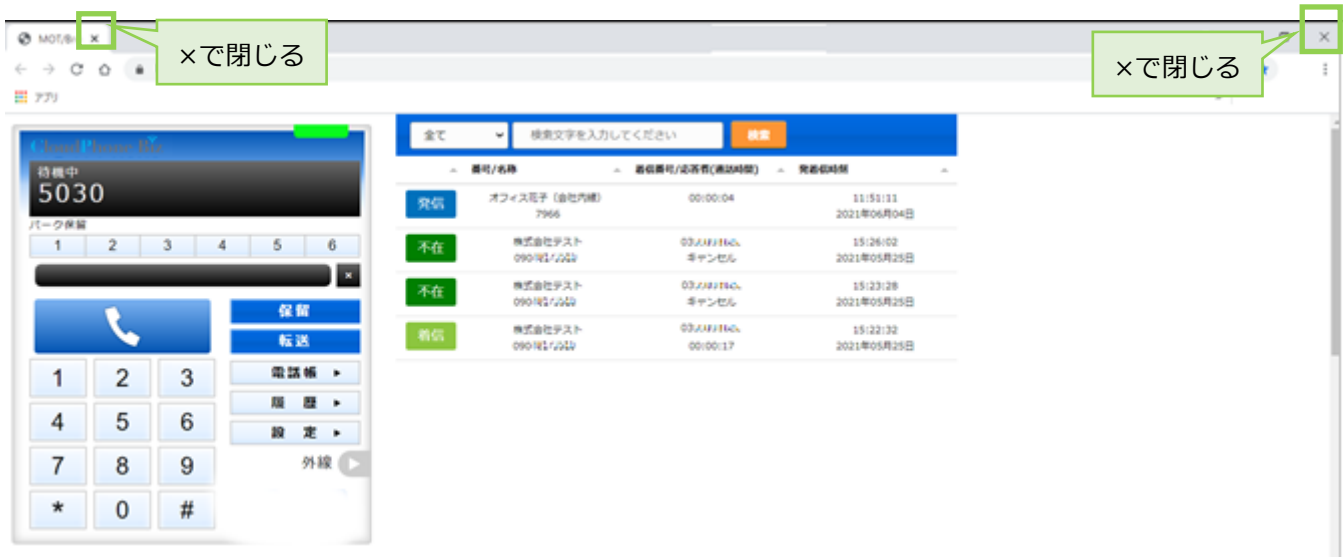 MOT/B
×で閉じる
×で閉じる
アプリ
CloudPhone Biz
待機中
5030
パーク保留
1 2 3 4 5 6
保留
転送
1 2 3
電話帳
履歴
4 5 6
設定
7 8 9
外線
* 0 #
全て 検索文字を入力してください 検索
番号/名称 着信番号/応答者(通話時間) 発着信時刻
発信 オフィス花子（会社内線） 00:00:04 11:51:11
7966 2021年06月04日
不在 株式会社テスト 15:26:02
キャンセル 2021年05月25日
不在 株式会社テスト 15:23:28
キャンセル 2021年05月25日
着信 株式会社テスト 15:22:32
00:00:17 2021年05月25日